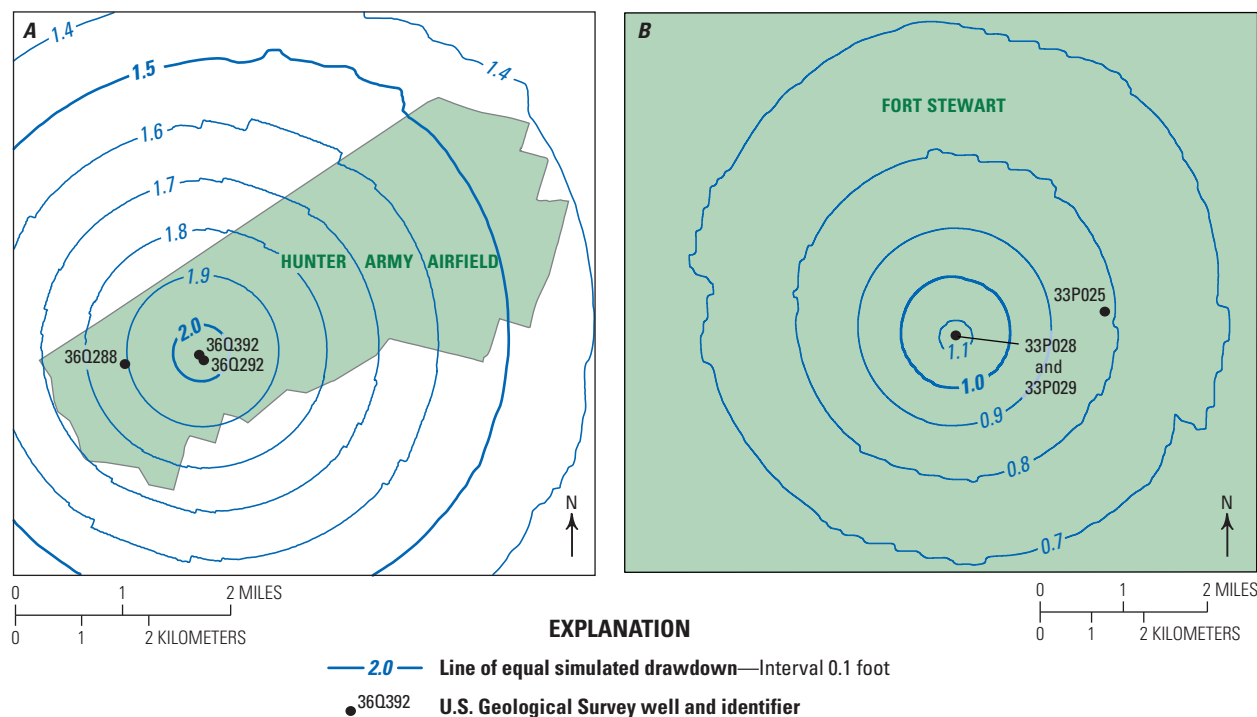 A
1.4
1.5
1.4
1.6
1.7
1.8
1.9
2.0
HUNTER ARMY AIRFIELD
36Q288
36Q392
36Q292
N
0 1 2 MILES
0 1 2 KILOMETERS
B
FORT STEWART
33P025
33P028
and
33P029
1.1
1.0
0.9
0.8
0.7
N
0 1 2 MILES
0 1 2 KILOMETERS
EXPLANATION
2.0 Line of equal simulated drawdown—Interval 0.1 foot
36Q392 U.S. Geological Survey well and identifier